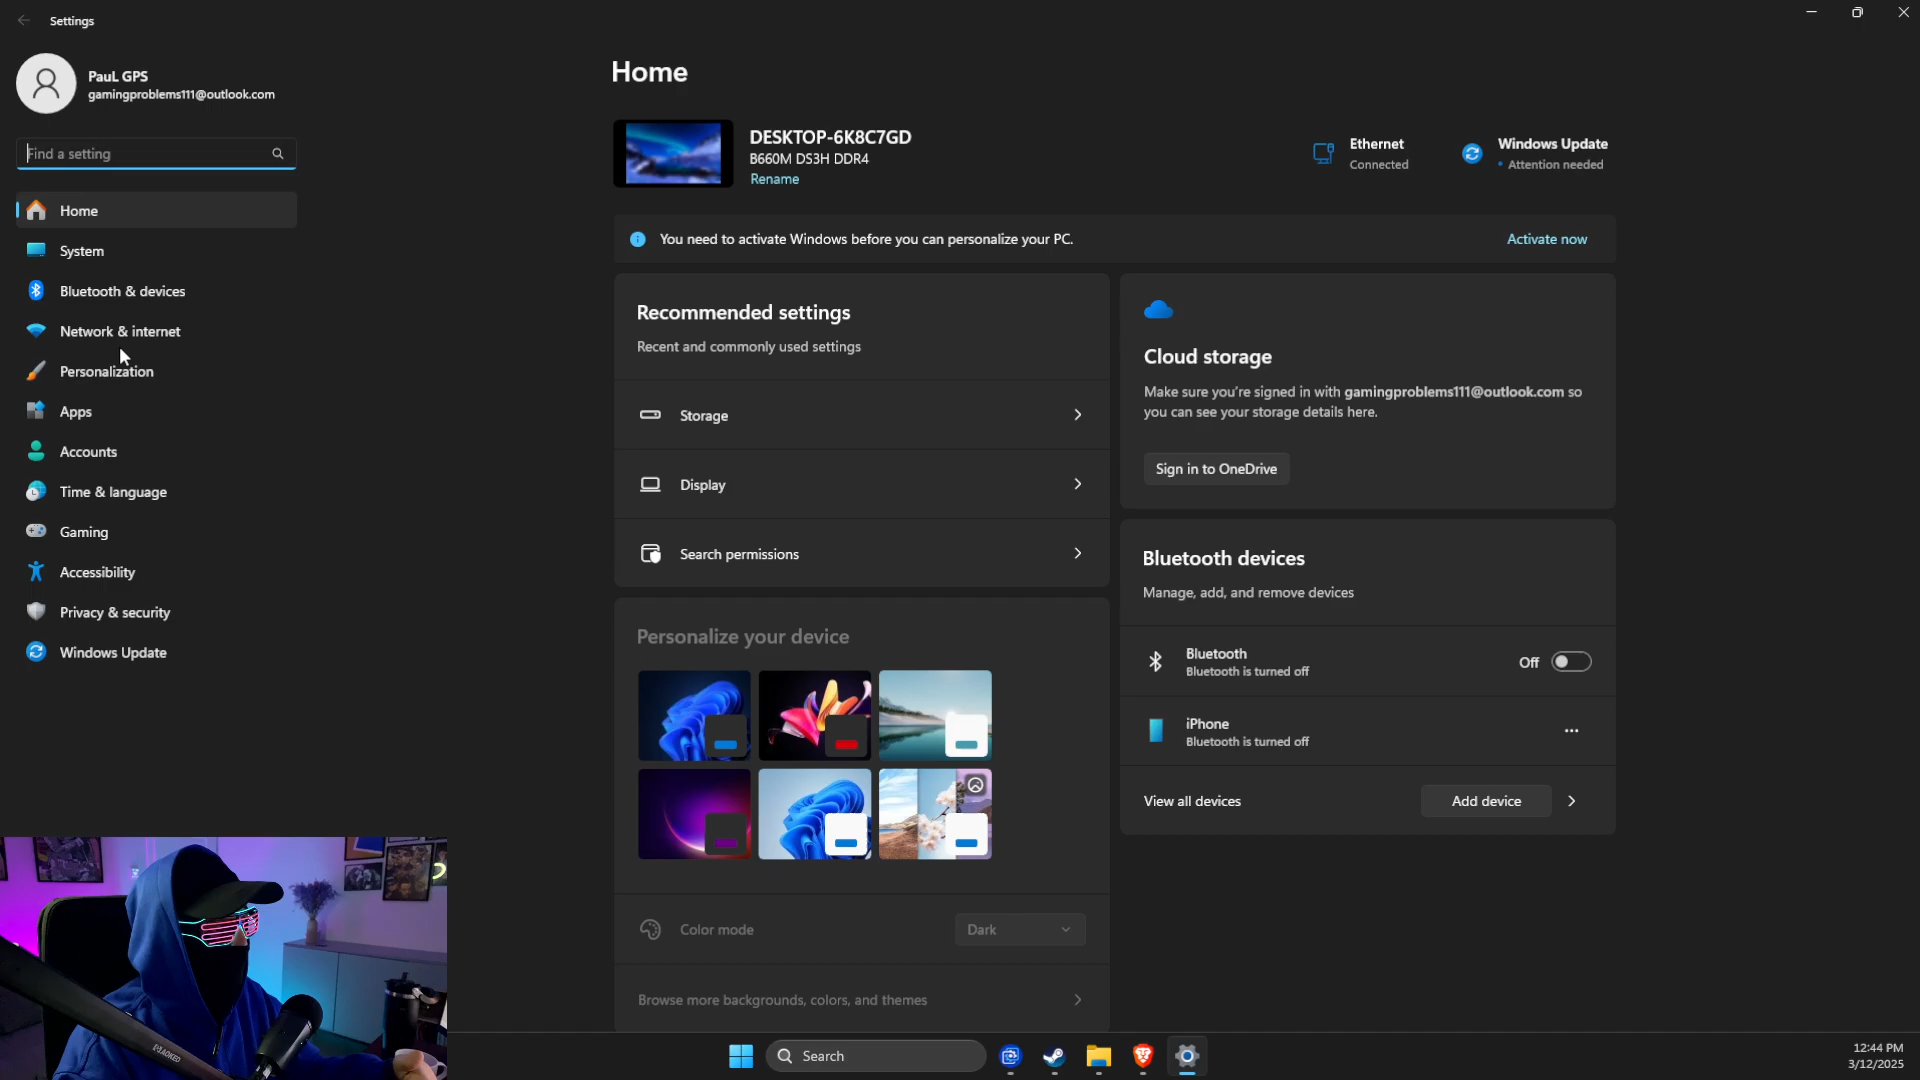 Settings
PauL GPS
gamingproblems111@outlook.com
Find a setting
Home
System
Bluetooth & devices
Network & internet
Personalization
Apps
Accounts
Time & language
Gaming
Accessibility
Privacy & security
Windows Update
Home
DESKTOP-6K8C7GD
B660M DS3H DDR4
Rename
Ethernet
Connected
Windows Update
Attention needed
You need to activate Windows before you can personalize your PC.
Activate now
Recommended settings
Recent and commonly used settings
Storage
Display
Search permissions
Personalize your device
Color mode
Dark
Browse more backgrounds, colors, and themes
Cloud storage
Make sure you're signed in with gamingproblems111@outlook.com so
you can see your storage details here.
Sign in to OneDrive
Bluetooth devices
Manage, add, and remove devices
Bluetooth
Bluetooth is turned off
Off
iPhone
Bluetooth is turned off
View all devices
Add device
Search
12:44 PM
3/12/2025